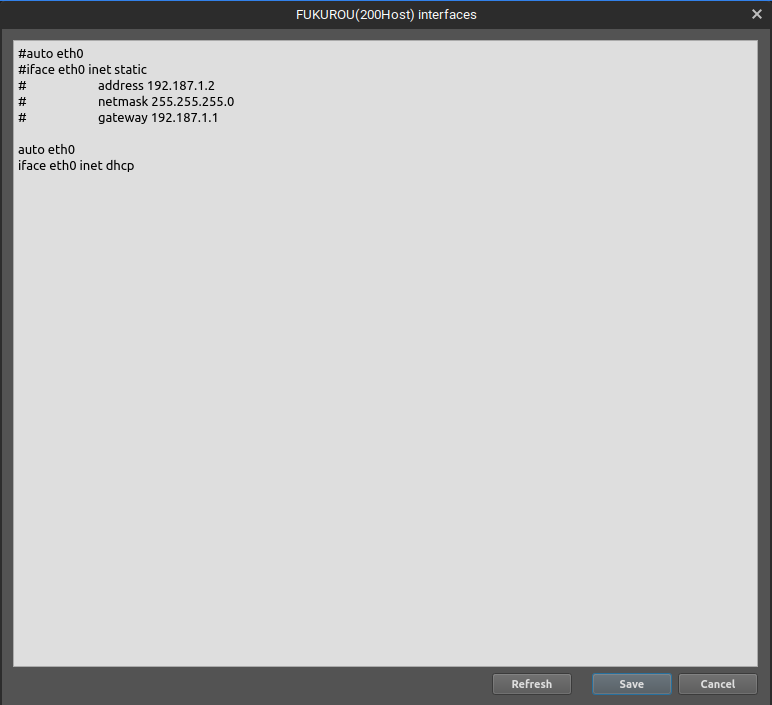 FUKUROU(200Host) interfaces
#auto eth0
#iface eth0 inet static
# address 192.187.1.2
# netmask 255.255.255.0
# gateway 192.187.1.1
auto eth0
iface eth0 inet dhcp
Refresh Save Cancel